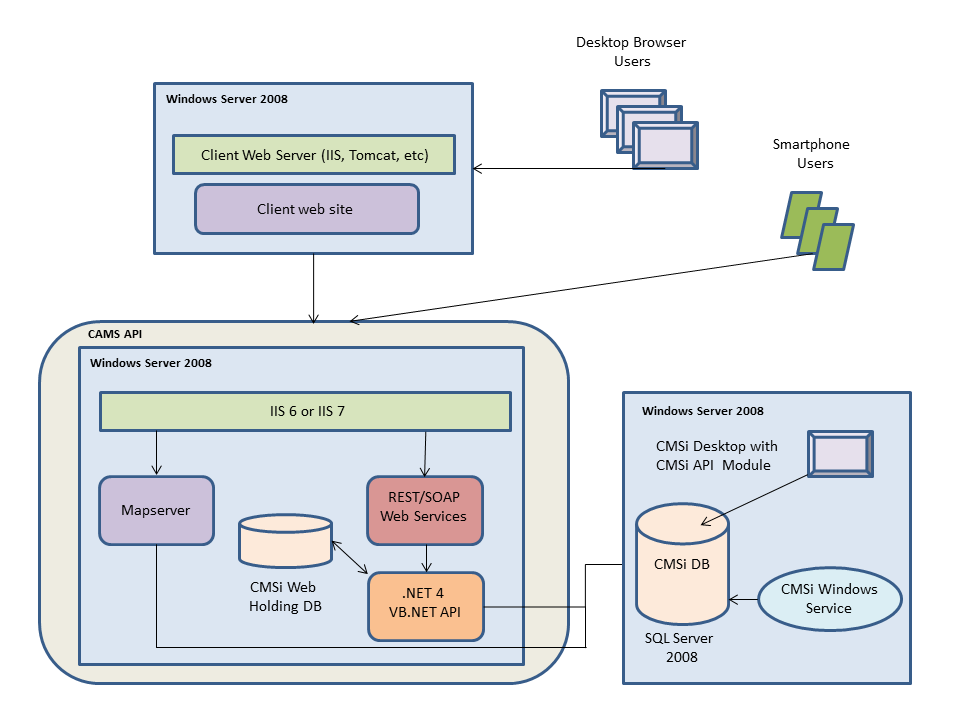 Desktop Browser
Users
Windows Server 2008
Client Web Server (IIS, Tomcat, etc)
Client web site
Smartphone
Users
CAMS API
Windows Server 2008
IIS 6 or IIS 7
Mapserver
REST/SOAP
Web Services
CMSi Web
Holding DB
.NET 4
VB.NET API
Windows Server 2008
CMSi Desktop with
CMSi API  Module
CMSi DB
CMSi Windows
Service
SQL Server
2008